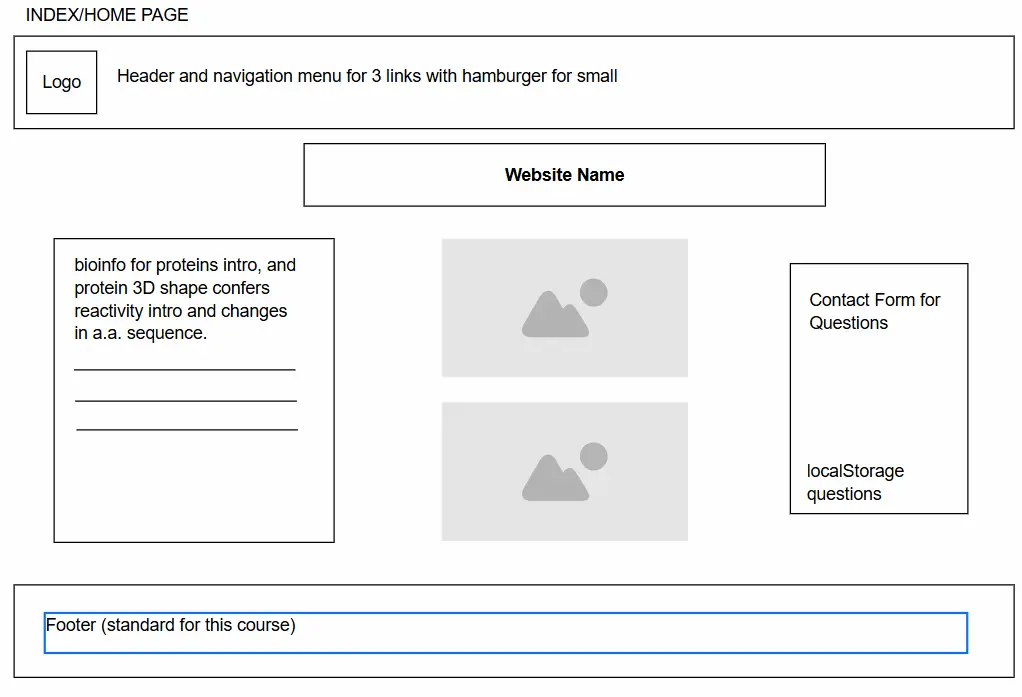 INDEX/HOME PAGE
Logo
Header and navigation menu for 3 links with hamburger for small
Website Name
bioinfo for proteins intro, and
protein 3D shape confers
reactivity intro and changes
in a.a. sequence.
Contact Form for
Questions
localStorage
questions
Footer (standard for this course)